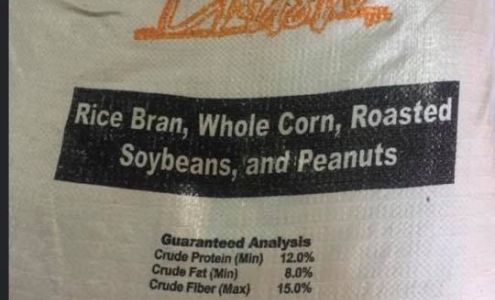 Rice Bran, Whole Corn, Roasted
Soybeans, and Peanuts
Guaranteed Analysis
Crude Protein (Min) 12.0%
Crude Fat (Min) 8.0%
Crude Fiber (Max) 15.0%